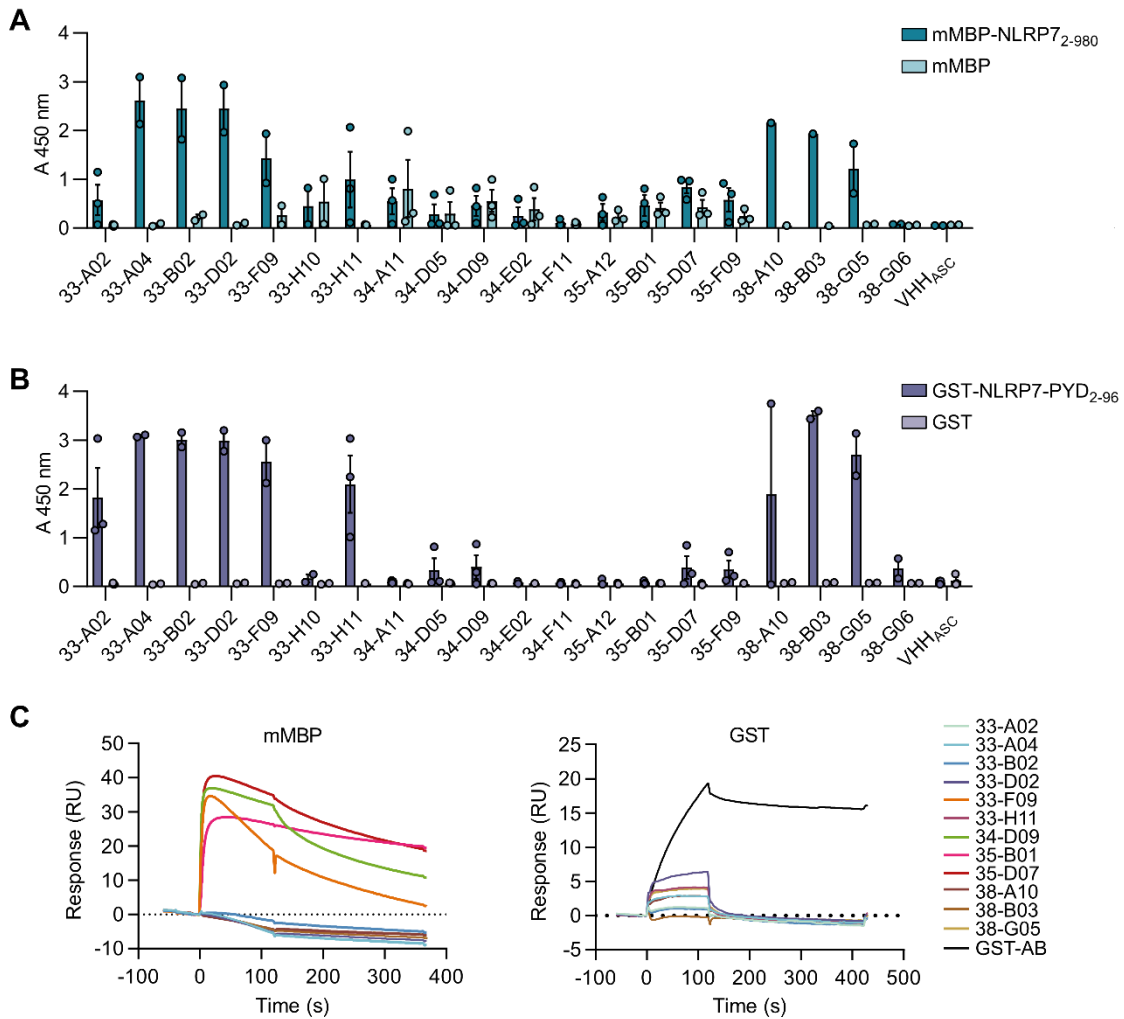 A
4
3
2
1
0
A 450 nm
mMBP-NLRP7₂₋₉₈₀
mMBP
33-A02
33-A04
33-B02
33-D02
33-F09
33-H10
33-H11
34-A11
34-D05
34-D09
34-E02
34-F11
35-A12
35-B01
35-D07
35-F09
38-A10
38-B03
38-G05
38-G06
VHH_ASC
B
4
3
2
1
0
A 450 nm
GST-NLRP7-PYD₂₋₉₆
GST
33-A02
33-A04
33-B02
33-D02
33-F09
33-H10
33-H11
34-A11
34-D05
34-D09
34-E02
34-F11
35-A12
35-B01
35-D07
35-F09
38-A10
38-B03
38-G05
38-G06
VHH_ASC
C
mMBP
50
40
30
20
10
0
-10
Response (RU)
-100 0 100 200 300 400
Time (s)
GST
25
20
15
10
5
0
-5
Response (RU)
-100 0 100 200 300 400 500
Time (s)
33-A02
33-A04
33-B02
33-D02
33-F09
33-H11
34-D09
35-B01
35-D07
38-A10
38-B03
38-G05
GST-AB